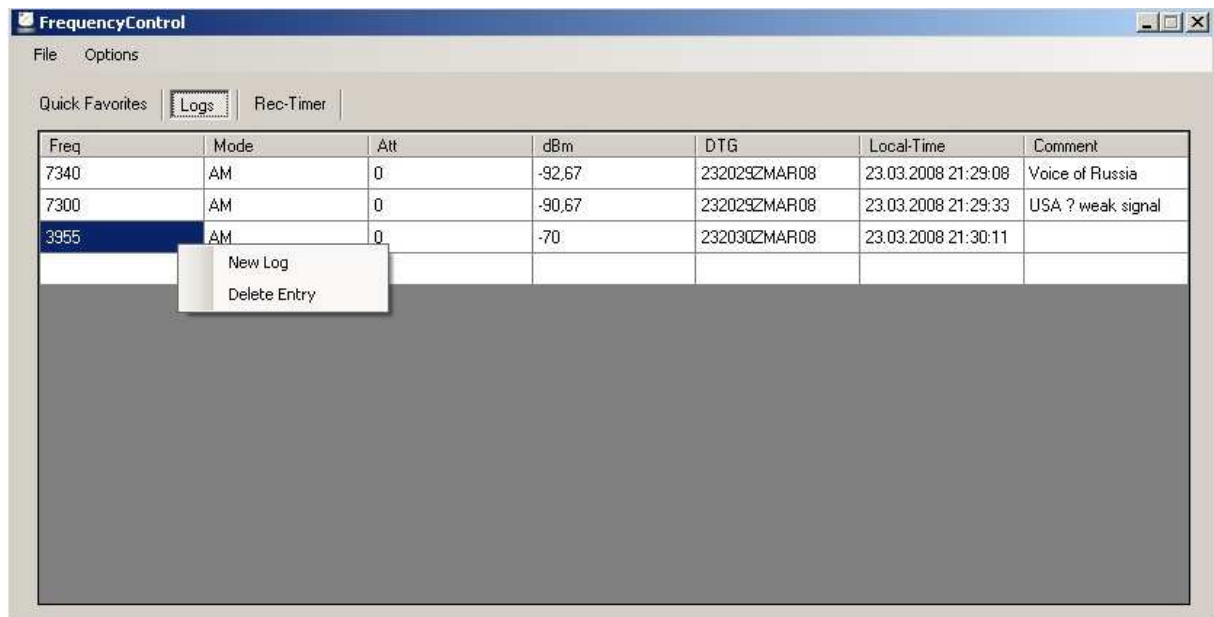 FrequencyControl
File Options
Quick Favorites Logs Rec-Timer
Freq Mode Att dBm DTG Local-Time Comment
7340 AM 0 -92,67 232029ZMAR08 23.03.2008 21:29:08 Voice of Russia
7300 AM 0 -90,67 232029ZMAR08 23.03.2008 21:29:33 USA ? weak signal
3955 AM 0 -70 232030ZMAR08 23.03.2008 21:30:11
New Log
Delete Entry